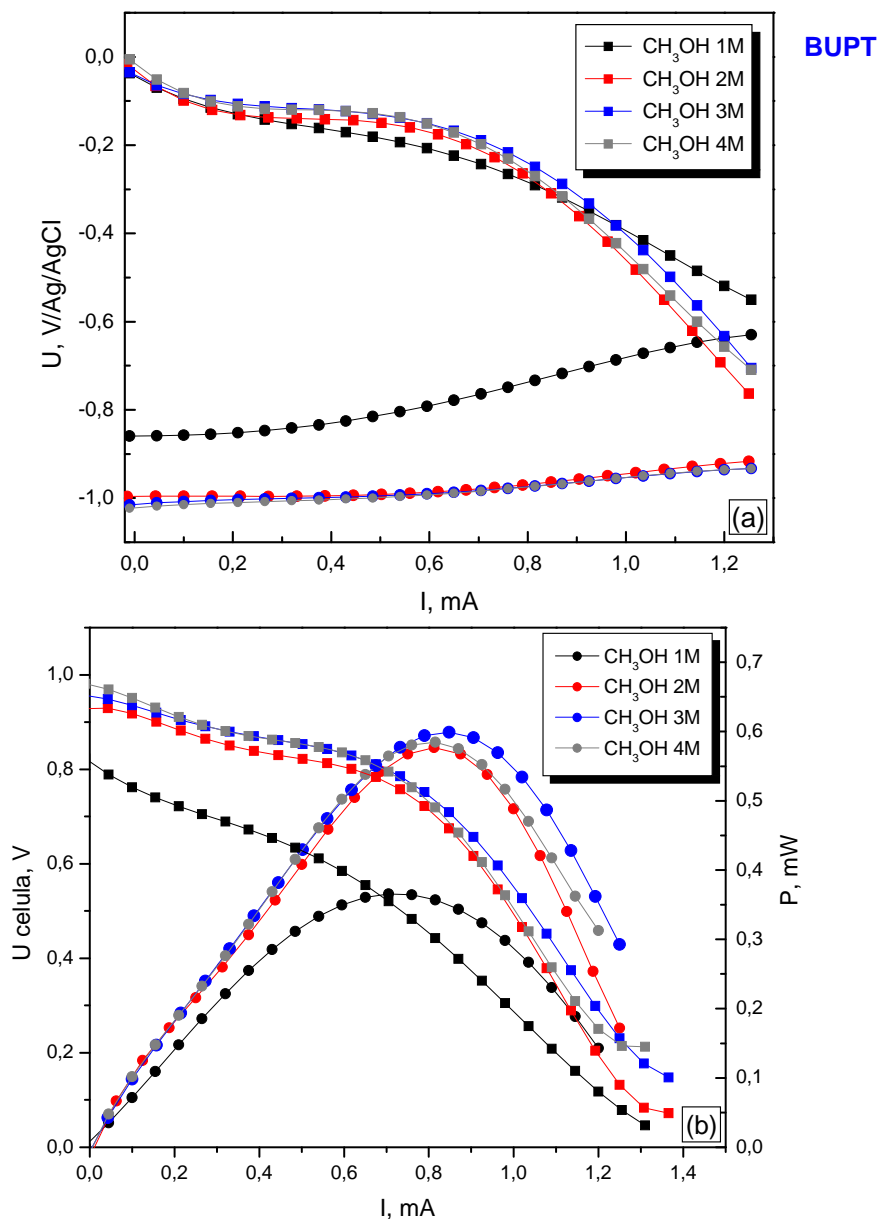 BUPT
CH3OH 1M
CH3OH 2M
CH3OH 3M
CH3OH 4M
0,0
-0,2
-0,4
-0,6
-0,8
-1,0
U, V/Ag/AgCl
(a)
0,0 0,2 0,4 0,6 0,8 1,0 1,2
I, mA
CH3OH 1M
CH3OH 2M
CH3OH 3M
CH3OH 4M
1,0
0,8
0,6
0,4
0,2
0,0
U celula, V
0,7
0,6
0,5
0,4
0,3
0,2
0,1
0,0
P, mW
(b)
0,0 0,2 0,4 0,6 0,8 1,0 1,2 1,4
I, mA